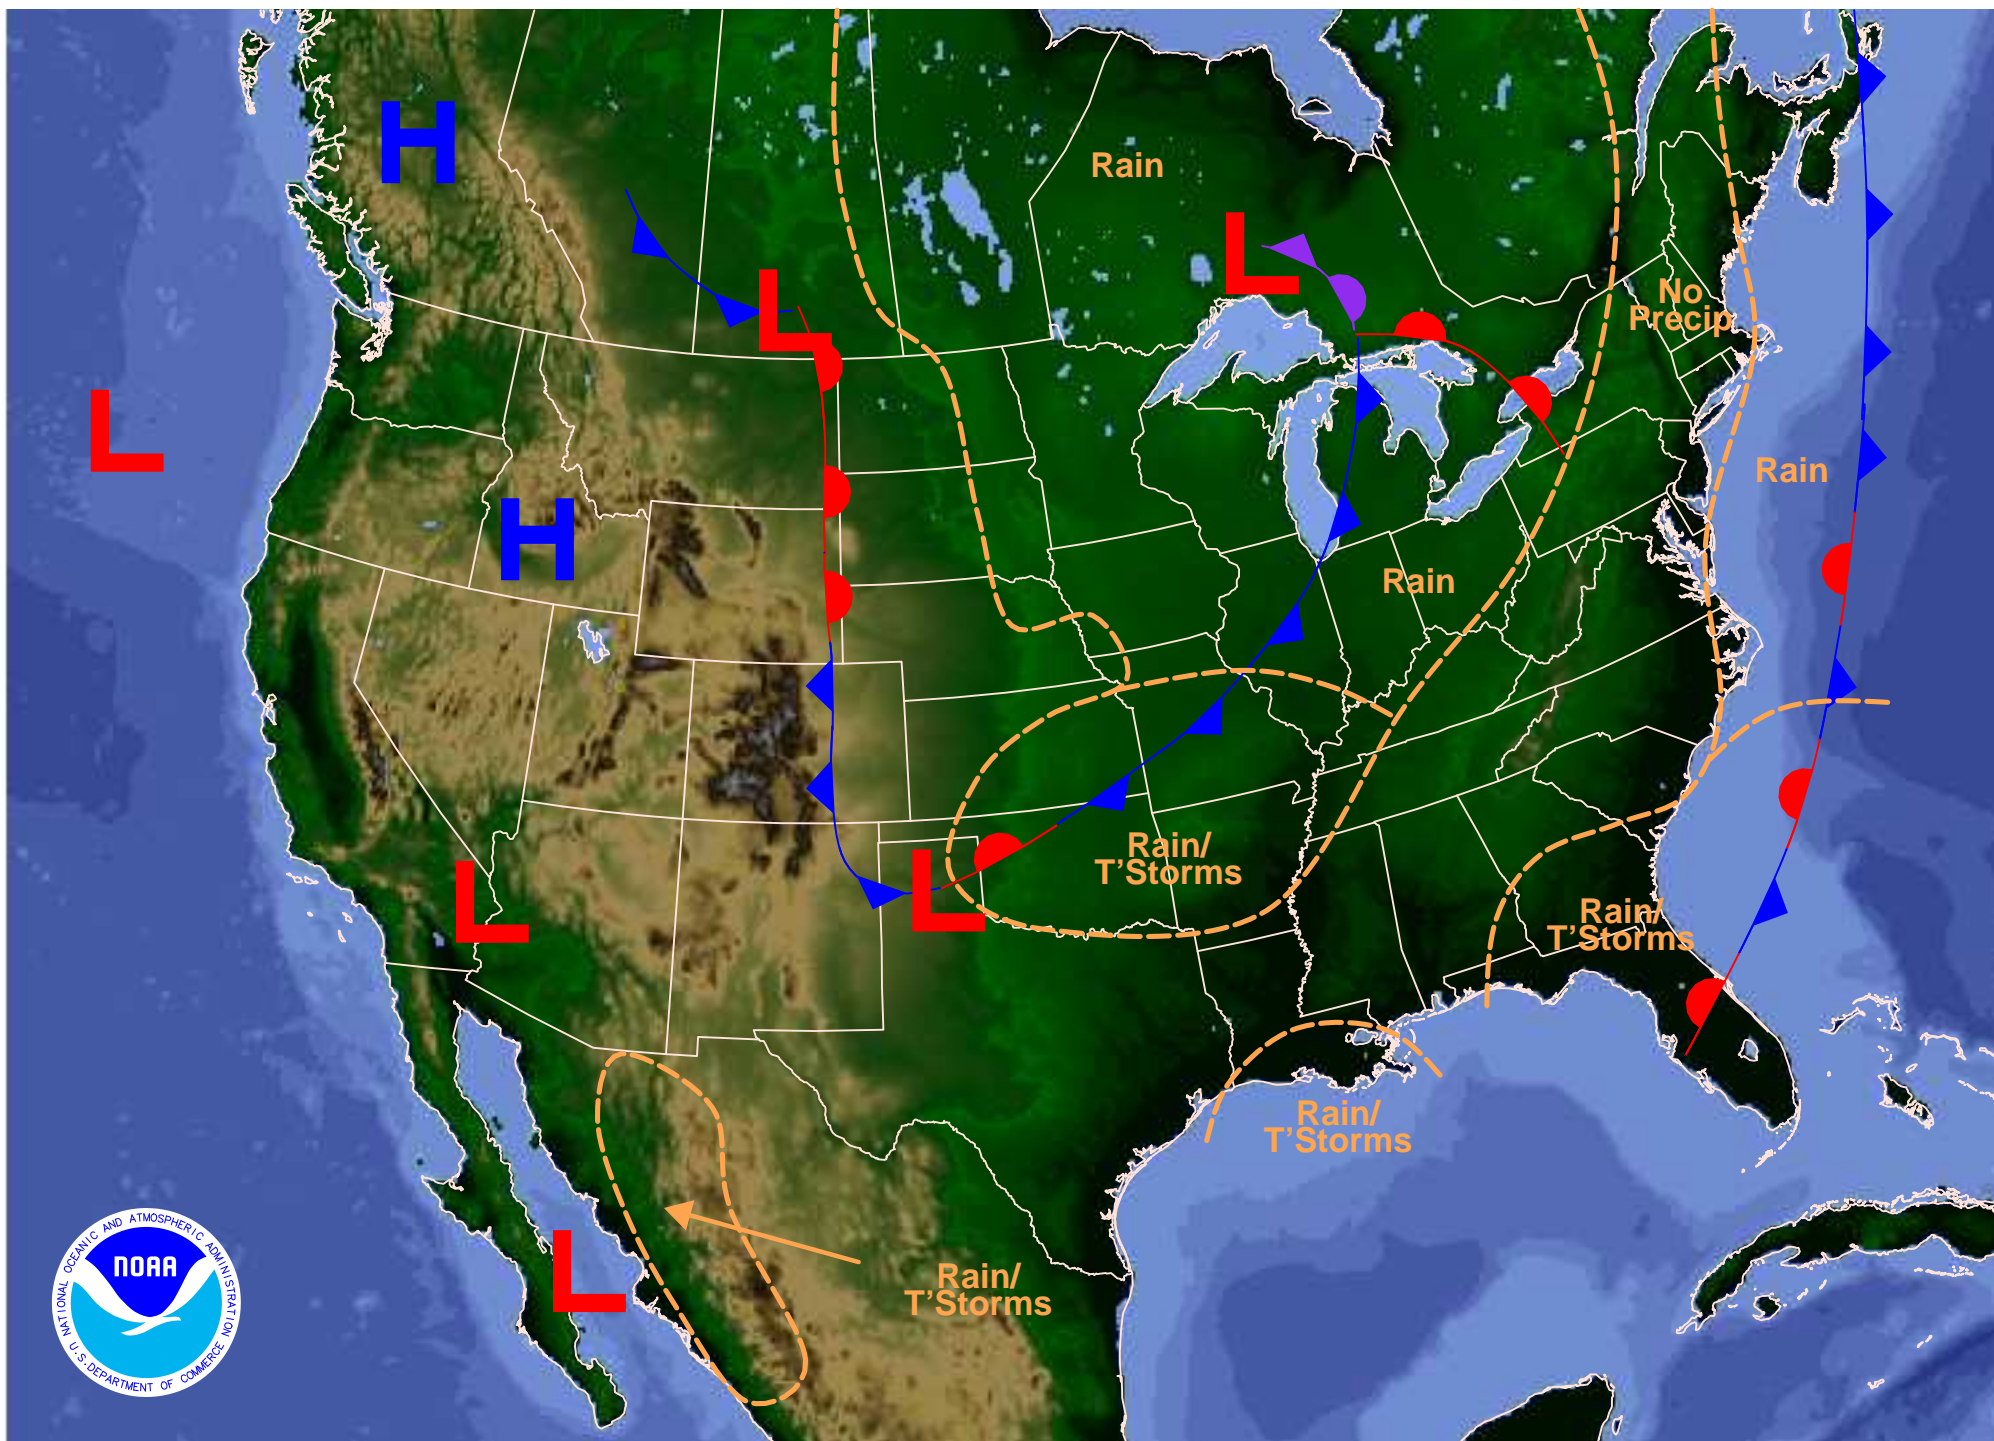 H
Rain
L
L
No
Precip
L
Rain
H
Rain
Rain/
T'Storms
L
L
Rain/
T'Storms
Rain/
T'Storms
L
Rain/
T'Storms
NATIONAL OCEANIC AND ATMOSPHERIC ADMINISTRATION
NOAA
U.S. DEPARTMENT OF COMMERCE